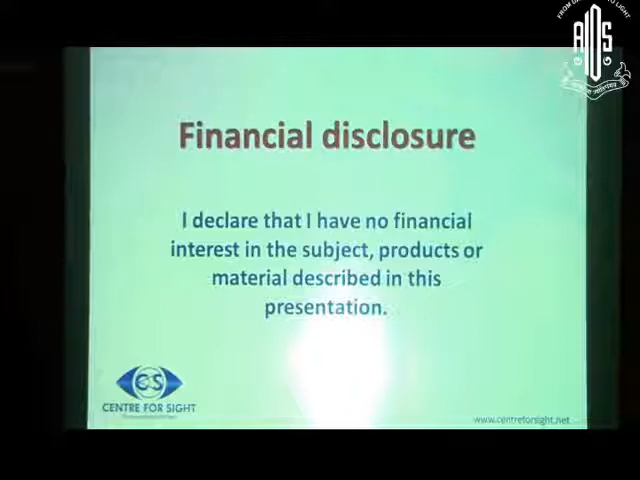 AIOS
Financial disclosure
I declare that I have no financial
interest in the subject, products or
material described in this
presentation.
CS
CENTRE FOR SIGHT
www.centreforsight.net